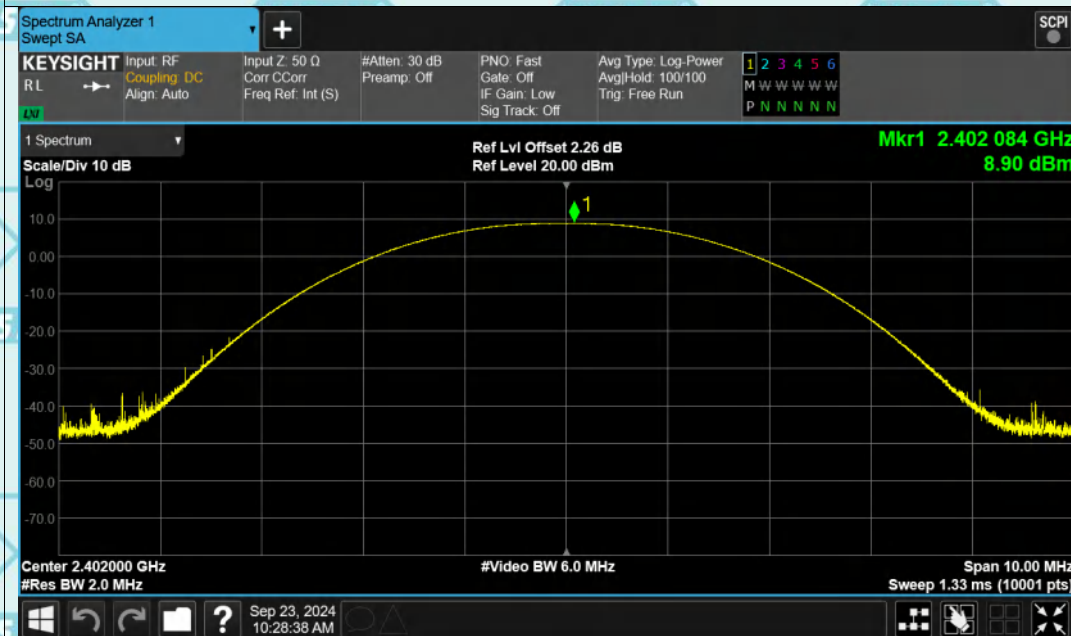 Spectrum Analyzer 1
Swept SA
+
SCPI
KEYSIGHT
R L
LXI
Input: RF
Coupling: DC
Align: Auto
Input Z: 50 Ω
Corr CCorr
Freq Ref: Int (S)
#Atten: 30 dB
Preamp: Off
PNO: Fast
Gate: Off
IF Gain: Low
Sig Track: Off
Avg Type: Log-Power
Avg|Hold: 100/100
Trig: Free Run
1 2 3 4 5 6
M W W W W W
P N N N N N
1 Spectrum
Scale/Div 10 dB
Log
Ref Lvl Offset 2.26 dB
Ref Level 20.00 dBm
Mkr1 2.402 084 GHz
8.90 dBm
1
10.0
0.00
-10.0
-20.0
-30.0
-40.0
-50.0
-60.0
-70.0
Center 2.402000 GHz
#Res BW 2.0 MHz
#Video BW 6.0 MHz
Span 10.00 MHz
Sweep 1.33 ms (10001 pts)
?
Sep 23, 2024
10:28:38 AM